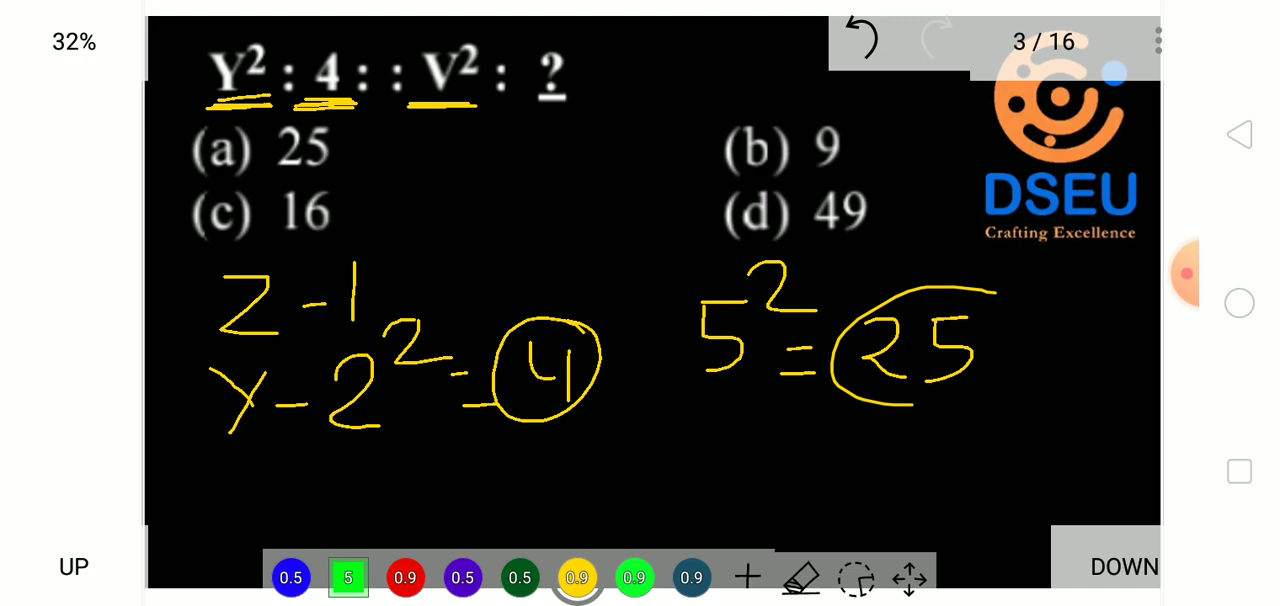 32%
3 / 16
Y² : 4 : : V² : ?
(a) 25 (b) 9
(c) 16 (d) 49
DSEU
Crafting Excellence
Z - 1
Y - 2² = 4
5² = 25
UP
DOWN
0.5 5 0.9 0.5 0.5 0.9 0.9 0.9